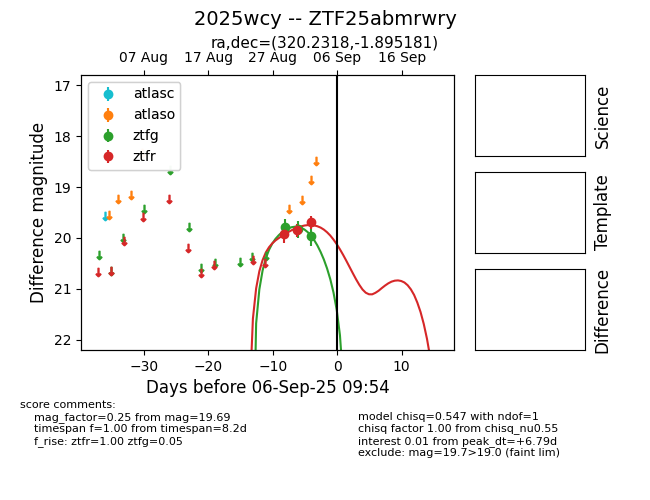 2025wcy -- ZTF25abmrwry
ra,dec=(320.2318,-1.895181)
07 Aug 17 Aug 27 Aug 06 Sep 16 Sep
17
18
19
20
21
22
Difference magnitude
atlasc
atlaso
ztfg
ztfr
−30 −20 −10 0 10
Days before 06-Sep-25 09:54
Science
Template
Difference
score comments:
mag_factor=0.25 from mag=19.69
timespan f=1.00 from timespan=8.2d
f_rise: ztfr=1.00 ztfg=0.05
model chisq=0.547 with ndof=1
chisq factor 1.00 from chisq_nu0.55
interest 0.01 from peak_dt=+6.79d
exclude: mag=19.7>19.0 (faint lim)